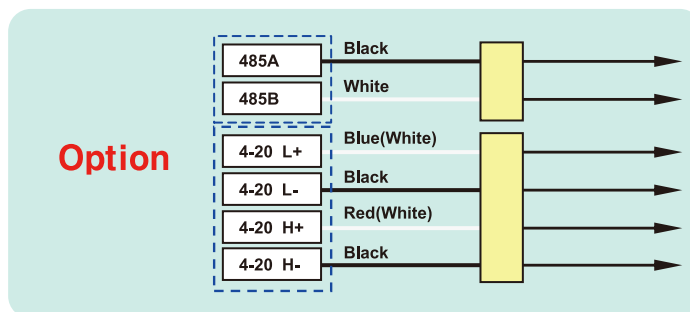 Option
485A Black
485B White
4-20 L+ Blue(White)
4-20 L- Black
4-20 H+ Red(White)
4-20 H- Black